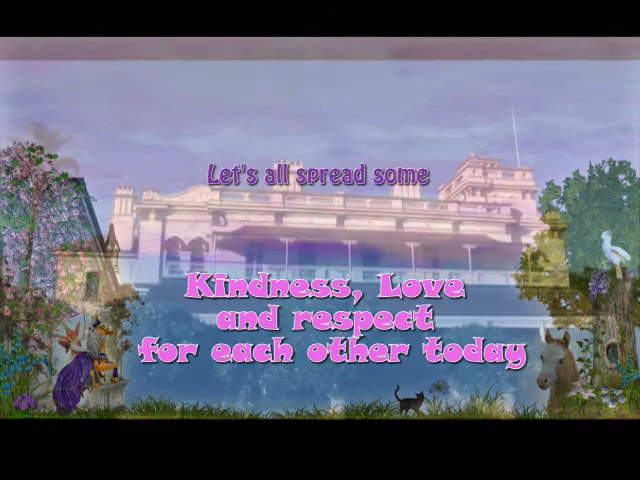 Let's all spread some
Kindness, Love
and respect
for each other today